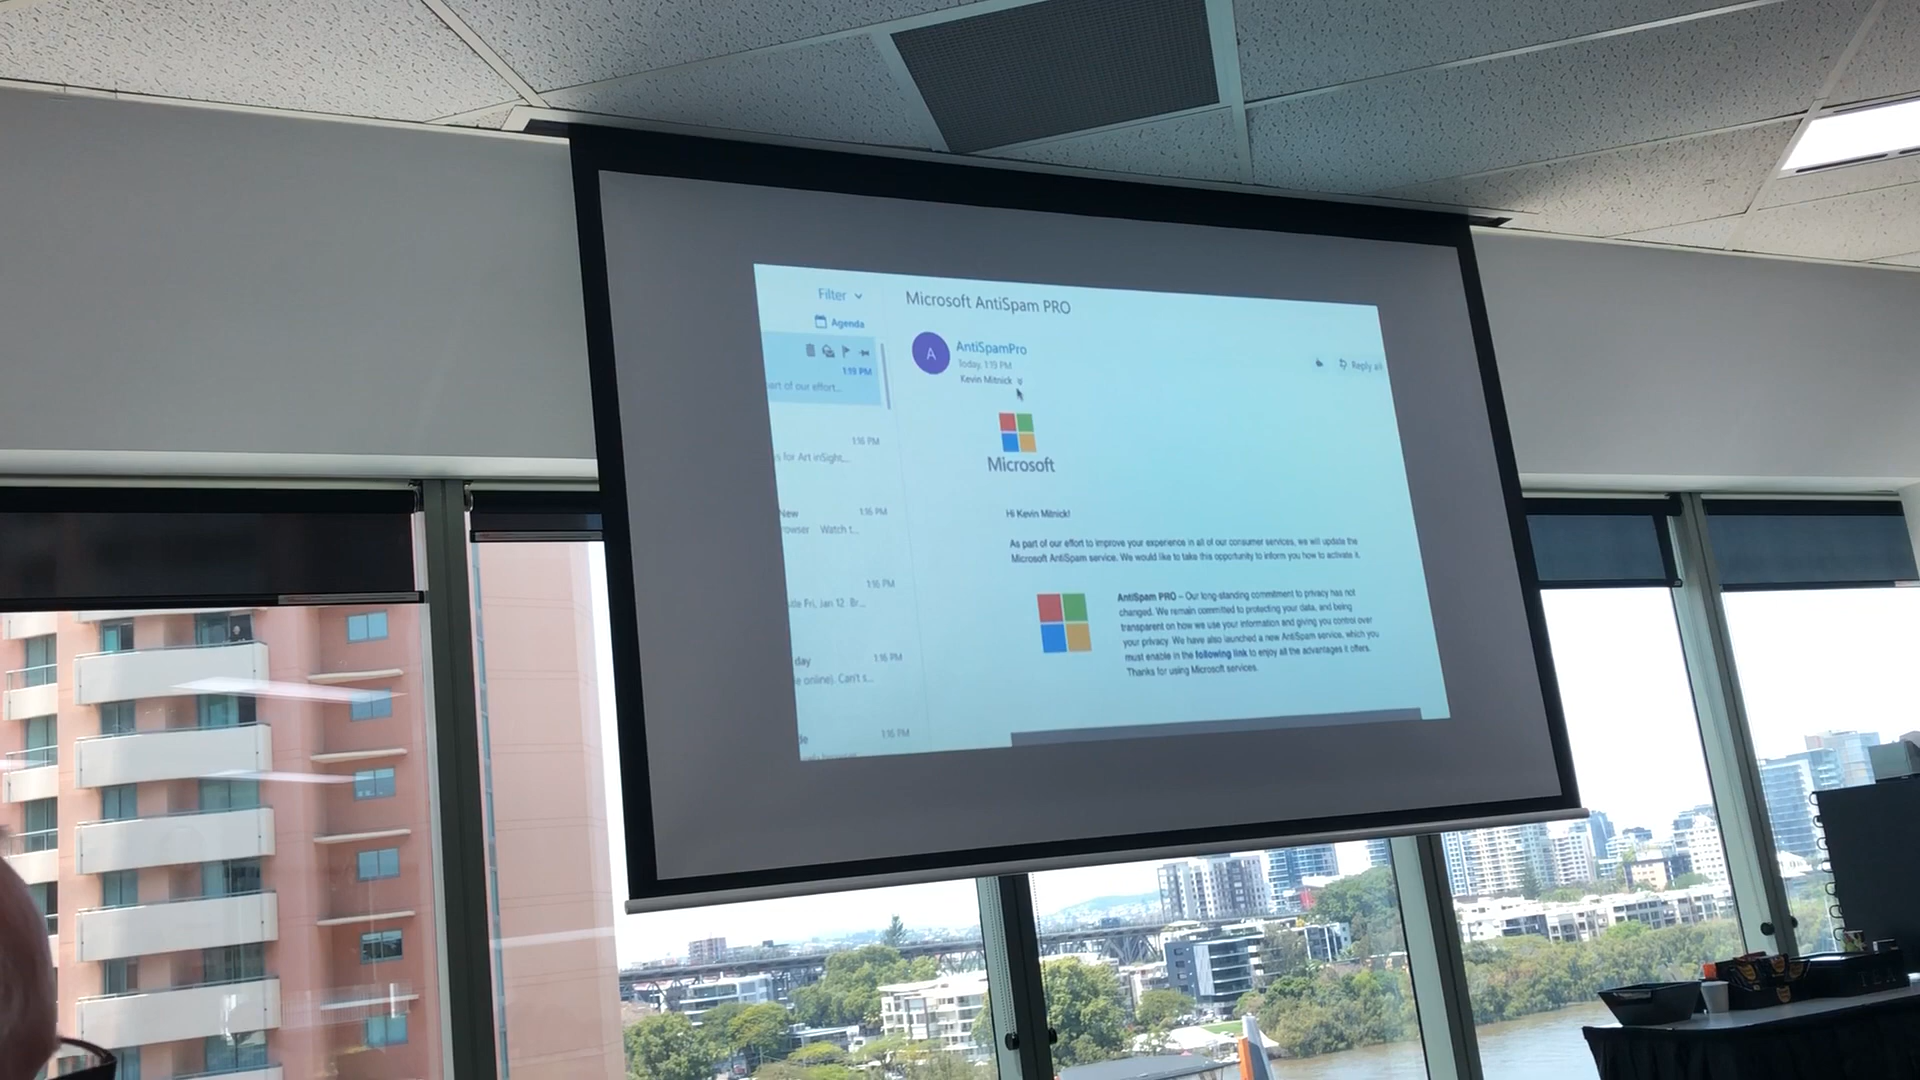 Filter
Agenda
1:19 PM
art of our effort...
1:16 PM
s for Art inSight,...
New
1:16 PM
rowser Watch t...
1:16 PM
Fri, Jan 12 Br...
day
1:16 PM
e online). Can't s...
1:16 PM
Microsoft AntiSpam PRO
A
AntiSpamPro
Today, 1:19 PM
Kevin Mitnick
Reply all
Microsoft
Hi Kevin Mitnick!
As part of our effort to improve your experience in all of our consumer services, we will update the
Microsoft AntiSpam service. We would like to take this opportunity to inform you how to activate it.
AntiSpam PRO – Our long-standing commitment to privacy has not
changed. We remain committed to protecting your data, and being
transparent on how we use your information and giving you control over
your privacy. We have also launched a new AntiSpam service, which you
must enable in the following link to enjoy all the advantages it offers.
Thanks for using Microsoft services.